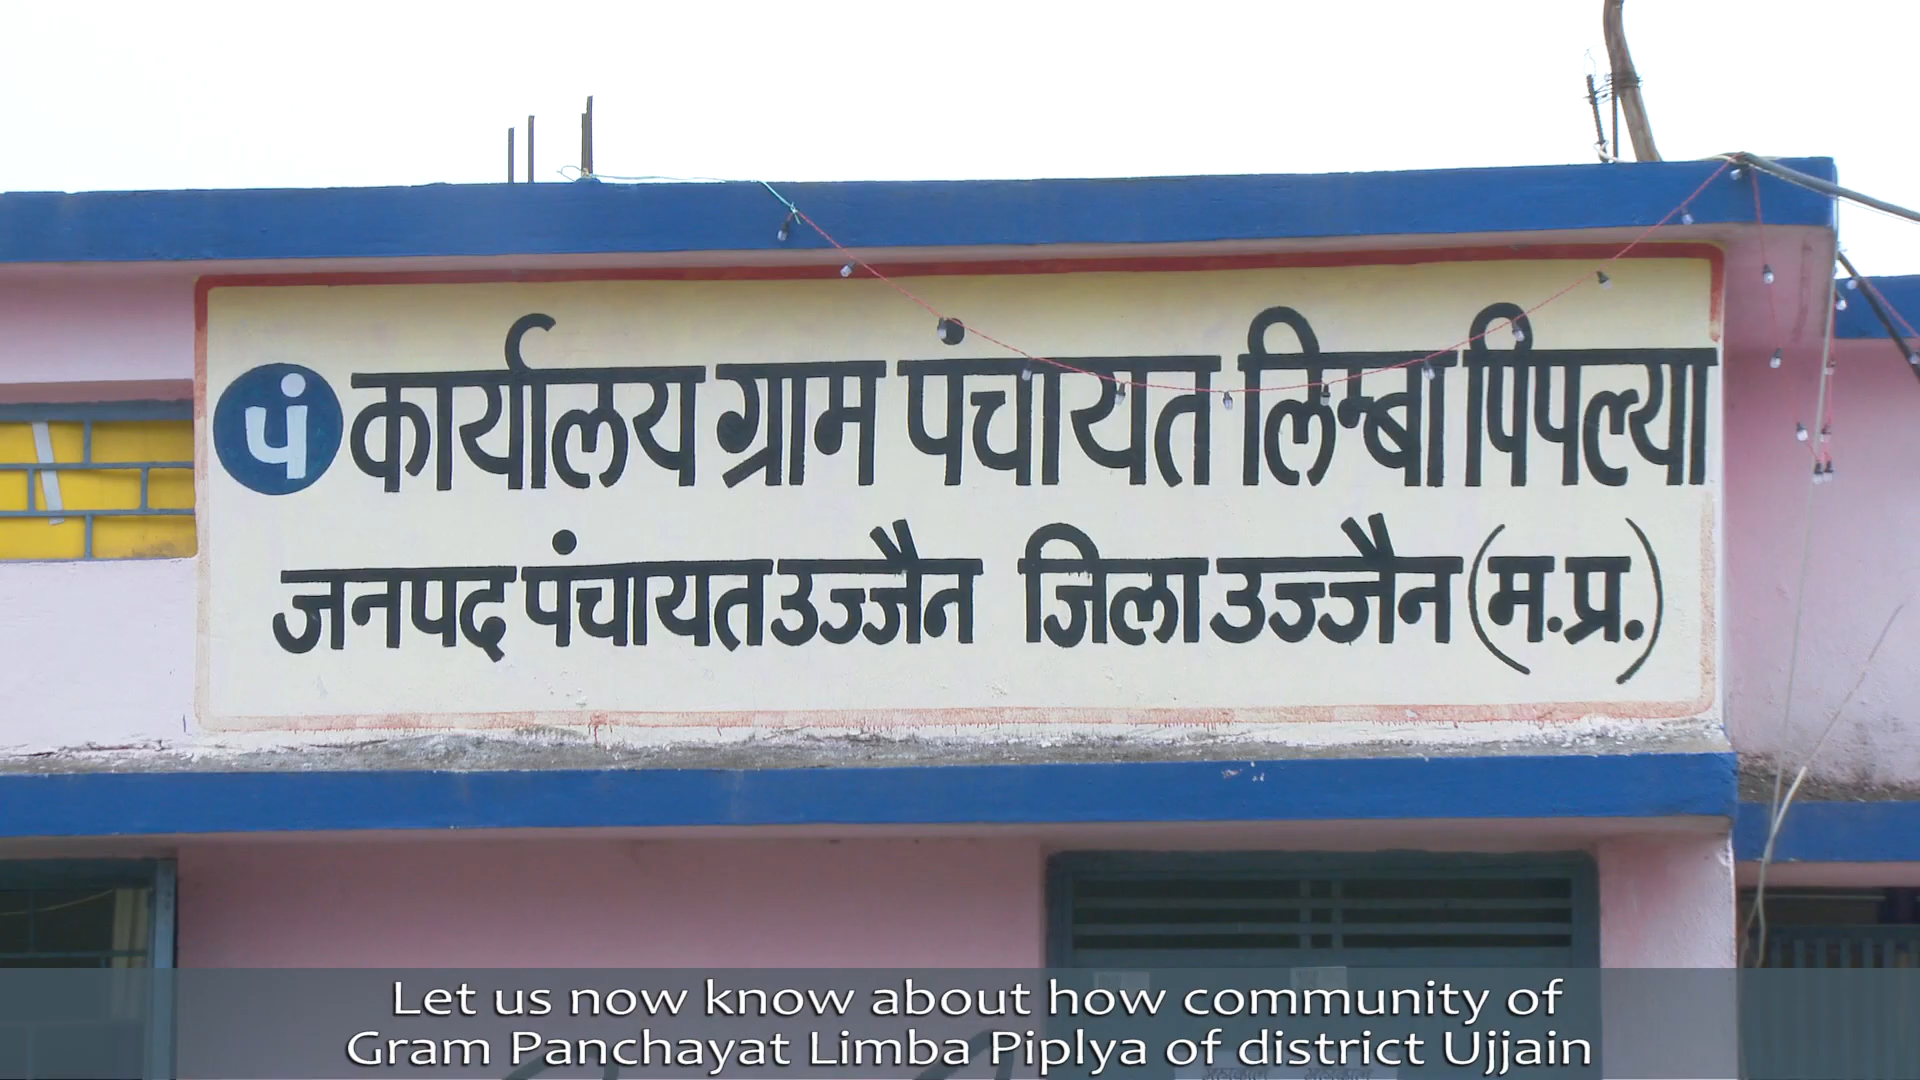 पं कार्यालय ग्राम पंचायत लिम्बा पिपल्या
जनपद पंचायत उज्जैन जिला उज्जैन (म.प्र.)
Let us now know about how community of
Gram Panchayat Limba Piplya of district Ujjain